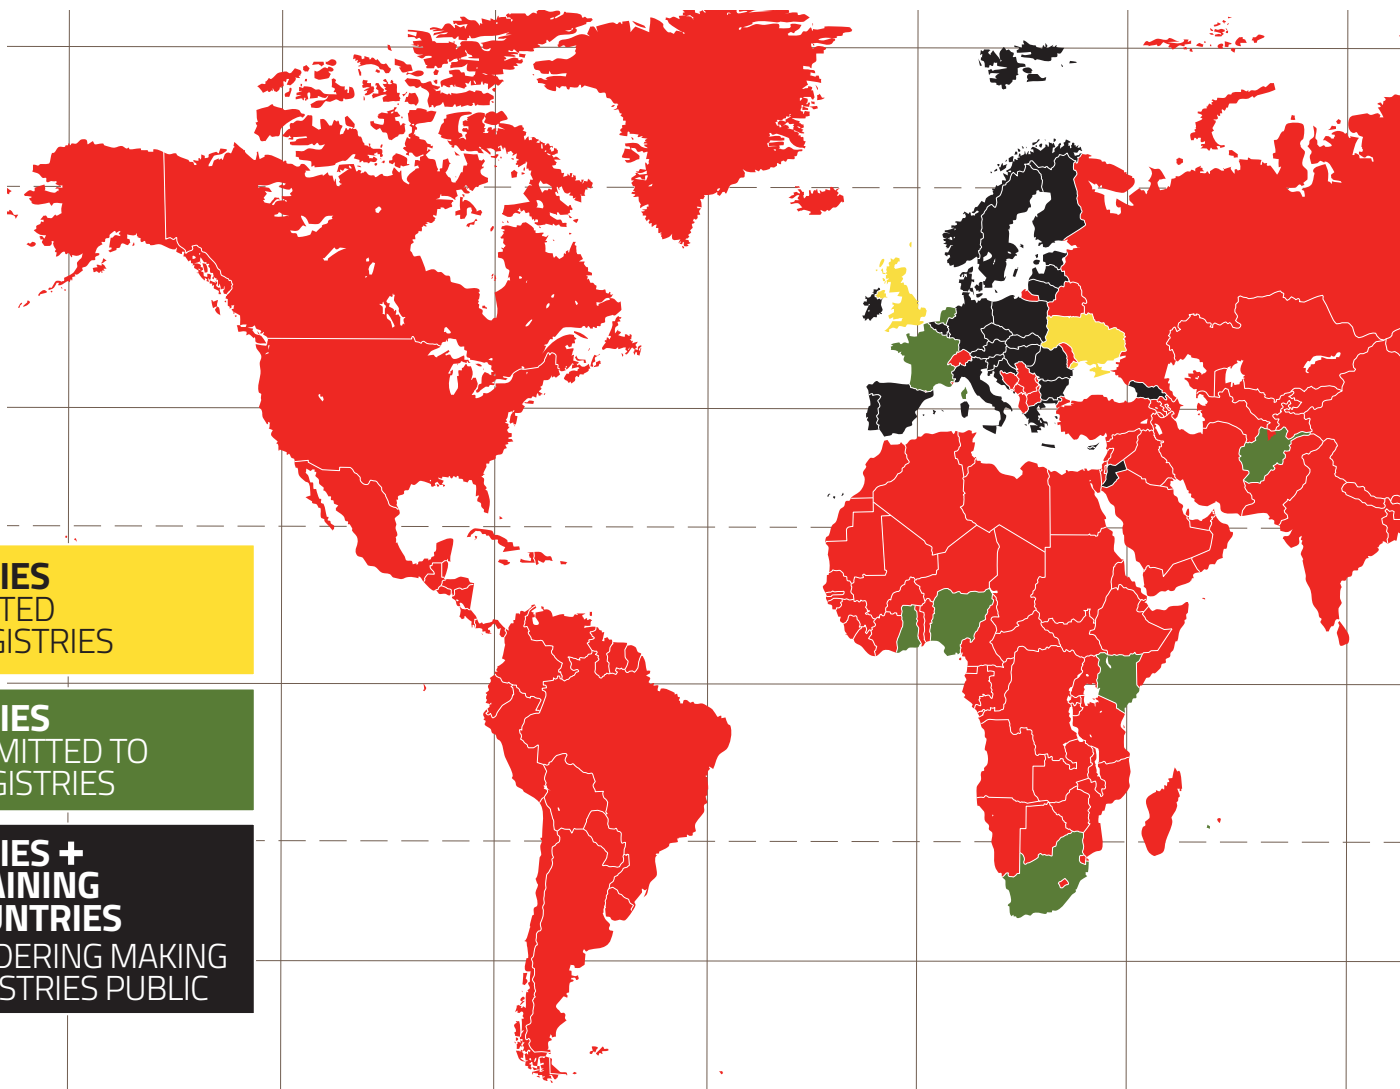 IES
TED
GISTRIES
IES
MITTED TO
GISTRIES
IES +
AINING
UNTRIES
DERING MAKING
STRIES PUBLIC